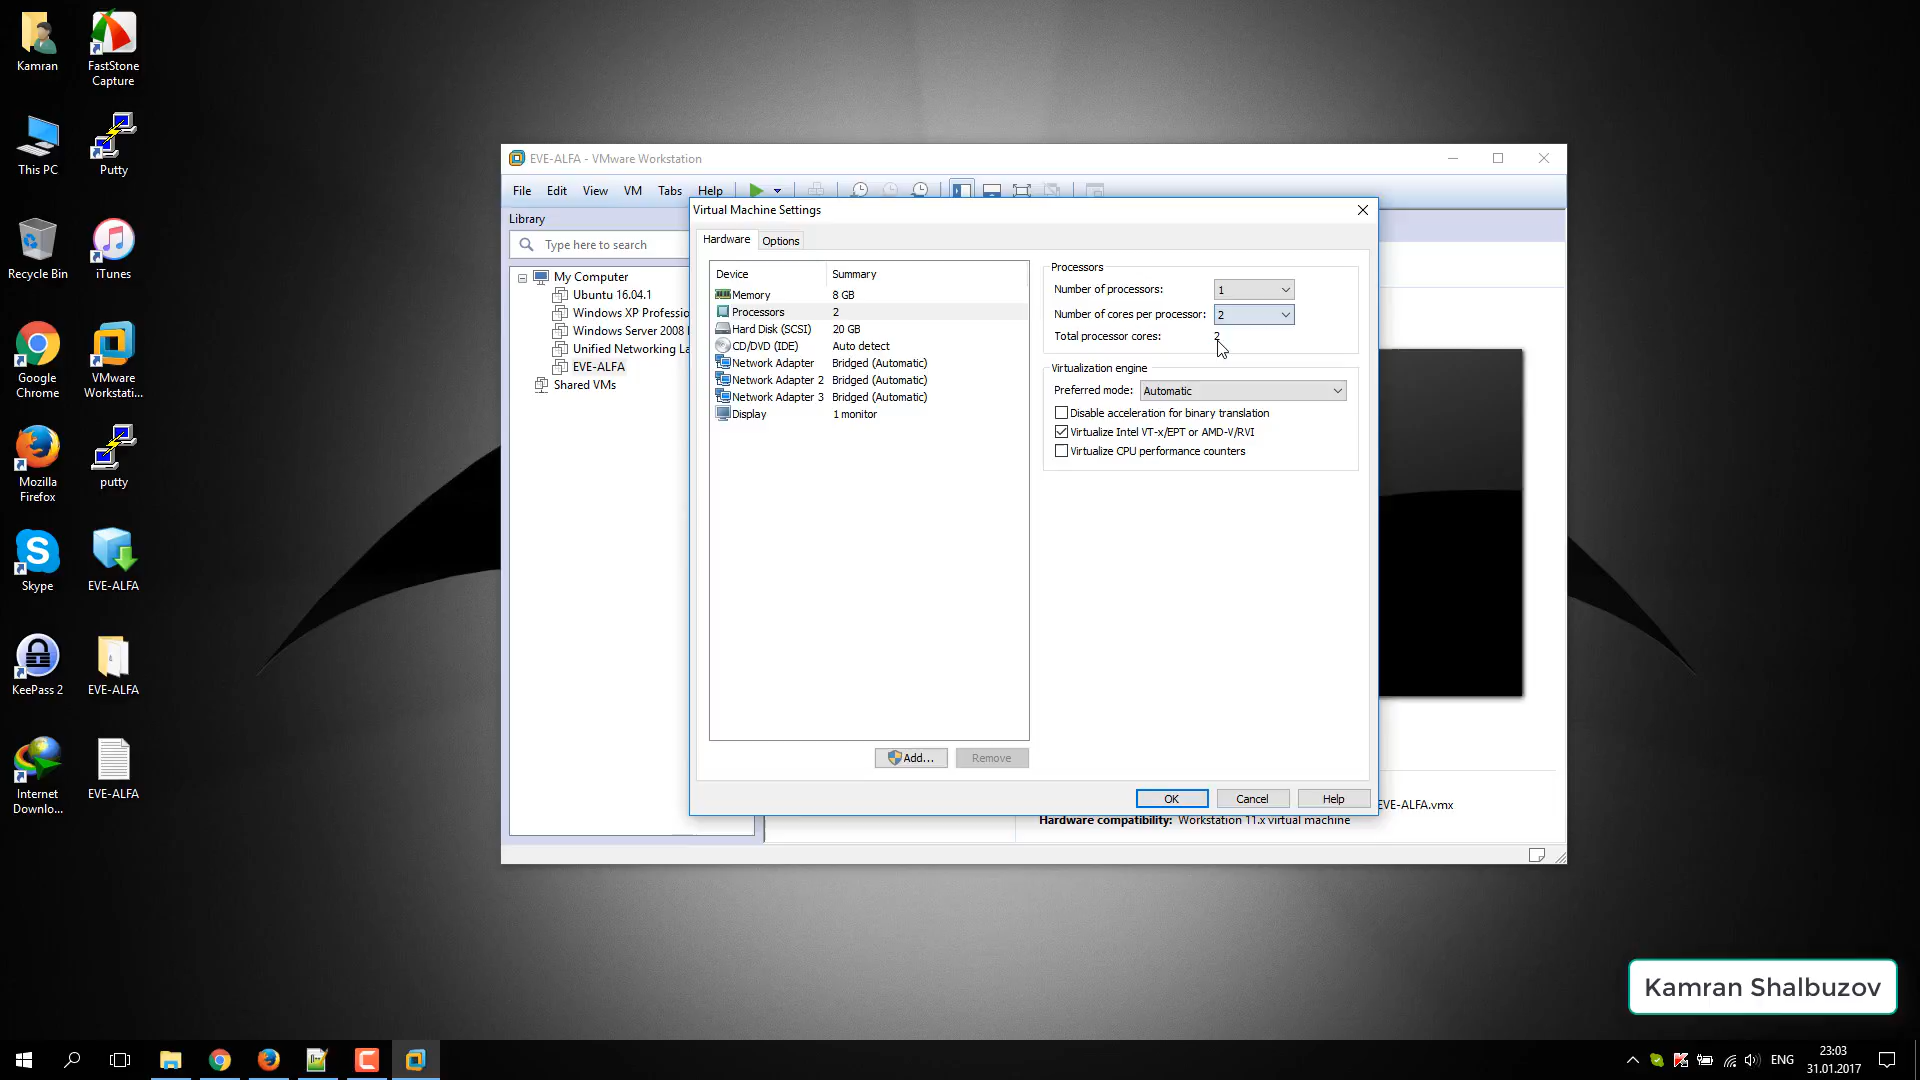 Kamran
FastStone
Capture
This PC
Putty
Recycle Bin
iTunes
Google
Chrome
VMware
Workstati...
Mozilla
Firefox
putty
Skype
EVE-ALFA
KeePass 2
EVE-ALFA
Internet
Downlo...
EVE-ALFA
EVE-ALFA - VMware Workstation
File Edit View VM Tabs Help
Library
Type here to search
My Computer
Ubuntu 16.04.1
Windows XP Professio
Windows Server 2008
Unified Networking La
EVE-ALFA
Shared VMs
Virtual Machine Settings
Hardware Options
Device Summary
Memory 8 GB
Processors 2
Hard Disk (SCSI) 20 GB
CD/DVD (IDE) Auto detect
Network Adapter Bridged (Automatic)
Network Adapter 2 Bridged (Automatic)
Network Adapter 3 Bridged (Automatic)
Display 1 monitor
Add... Remove
Processors
Number of processors: 1
Number of cores per processor: 2
Total processor cores: 2
Virtualization engine
Preferred mode: Automatic
Disable acceleration for binary translation
Virtualize Intel VT-x/EPT or AMD-V/RVI
Virtualize CPU performance counters
OK Cancel Help
EVE-ALFA.vmx
Hardware compatibility: Workstation 11.x virtual machine
Kamran Shalbuzov
ENG
23:03
31.01.2017